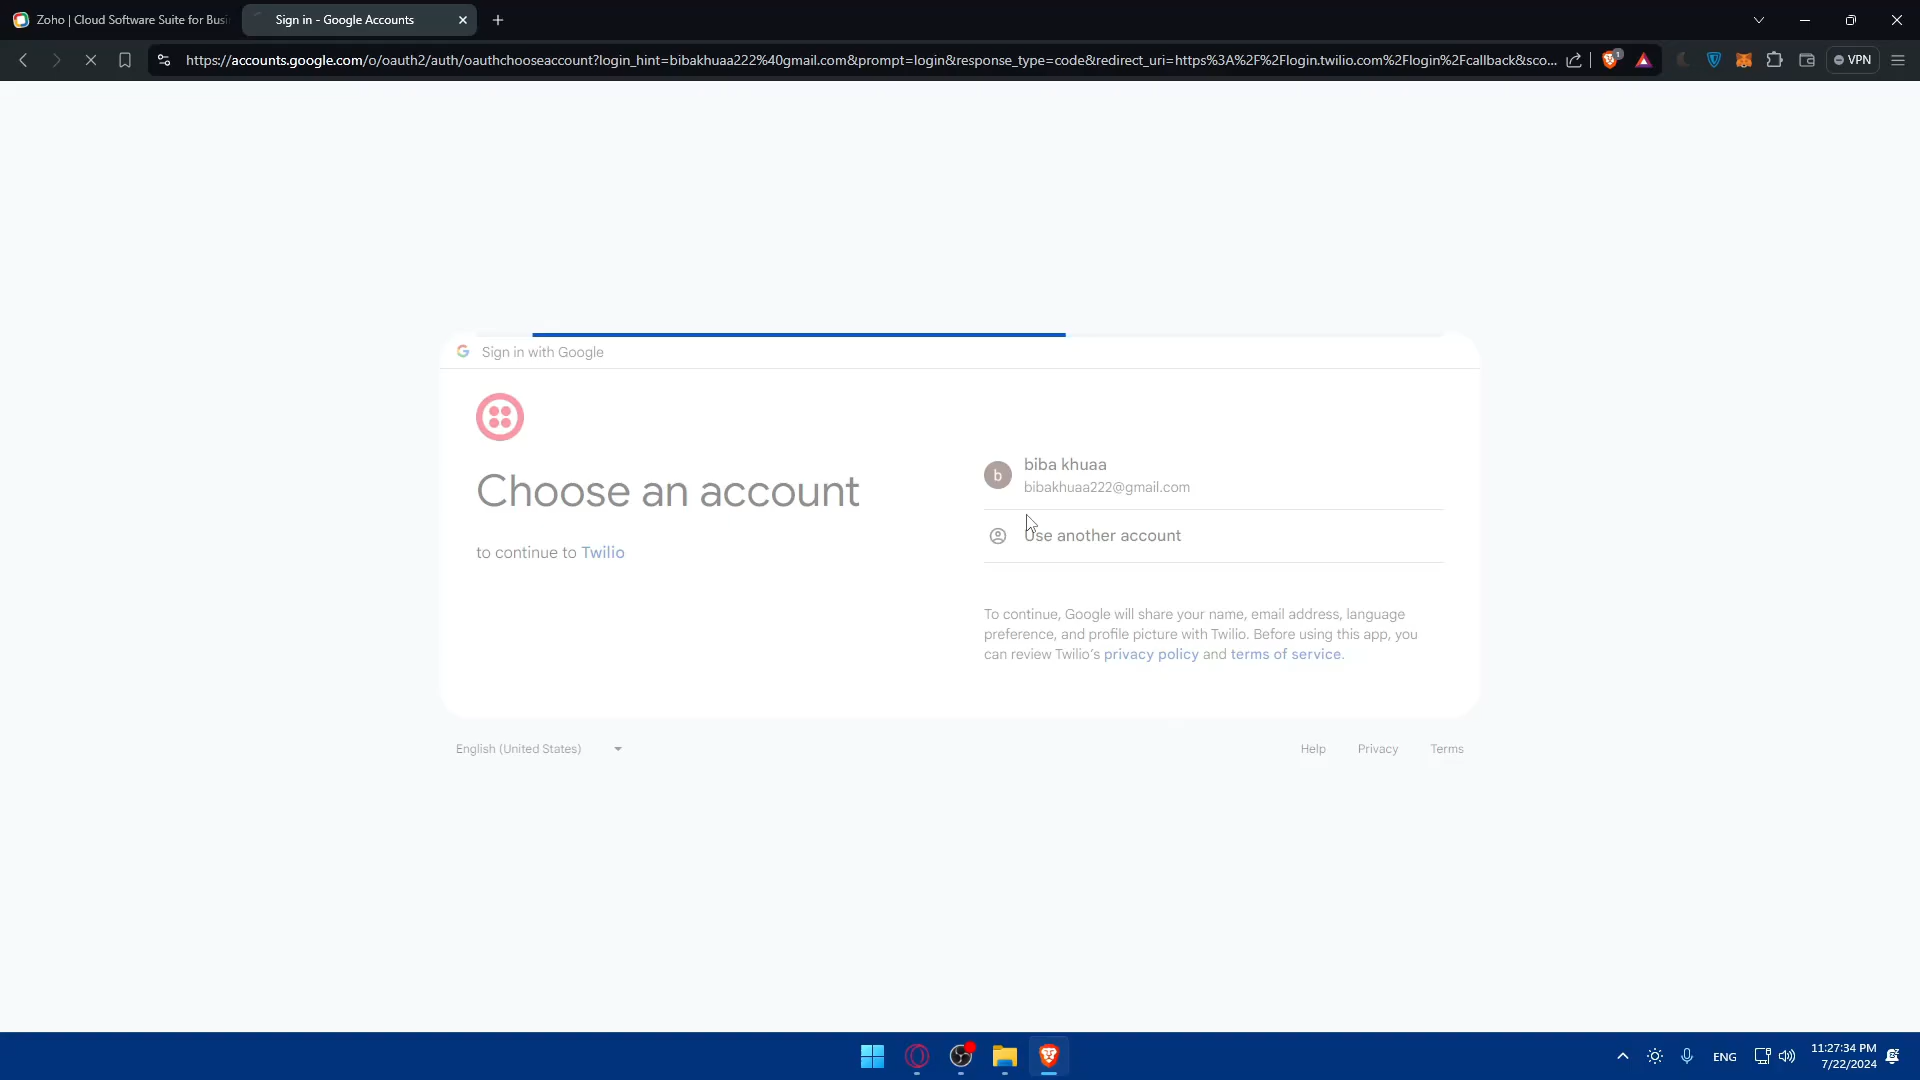 Zoho | Cloud Software Suite for Busi
Sign in - Google Accounts
https://accounts.google.com/o/oauth2/auth/oauthchooseaccount?login_hint=bibakhuaa222%40gmail.com&prompt=login&response_type=code&redirect_uri=https%3A%2F%2Flogin.twilio.com%2Flogin%2Fcallback&sco...
1
VPN
Sign in with Google
Choose an account
to continue to Twilio
b
biba khuaa
bibakhuaa222@gmail.com
Use another account
To continue, Google will share your name, email address, language
preference, and profile picture with Twilio. Before using this app, you
can review Twilio's privacy policy and terms of service.
English (United States)
Help
Privacy
Terms
ENG
11:27:34 PM
7/22/2024